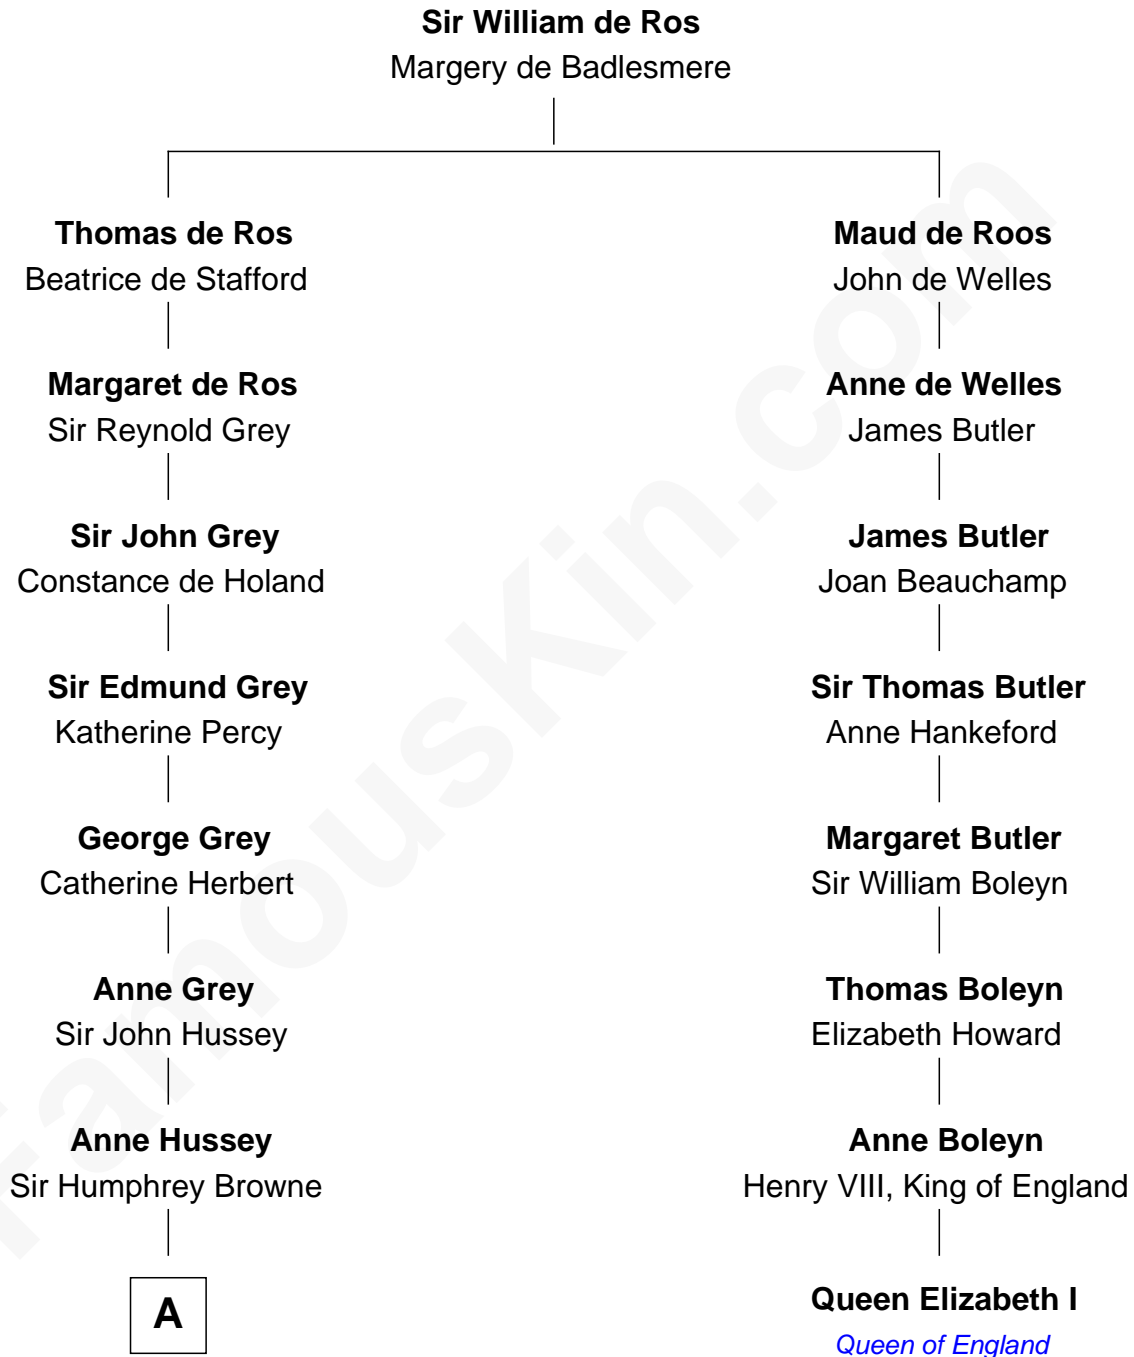 Sir William de Ros
Margery de Badlesmere
Thomas de Ros
Beatrice de Stafford
Maud de Roos
John de Welles
Margaret de Ros
Sir Reynold Grey
Anne de Welles
James Butler
Sir John Grey
Constance de Holand
James Butler
Joan Beauchamp
Sir Edmund Grey
Katherine Percy
Sir Thomas Butler
Anne Hankeford
George Grey
Catherine Herbert
Margaret Butler
Sir William Boleyn
Anne Grey
Sir John Hussey
Thomas Boleyn
Elizabeth Howard
Anne Hussey
Sir Humphrey Browne
Anne Boleyn
Henry VIII, King of England
A
Queen Elizabeth I
Queen of England
FamousKin.com